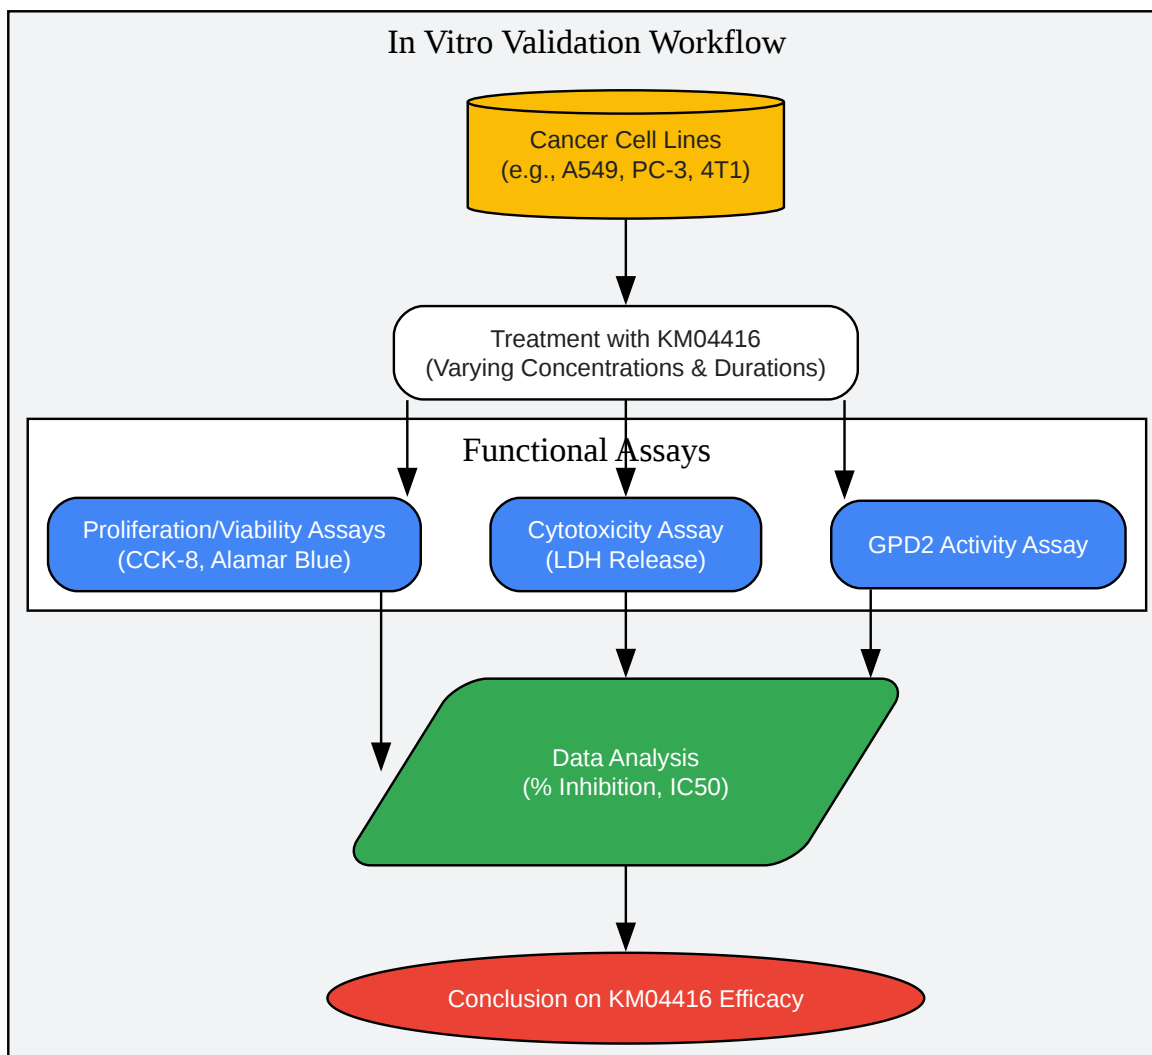 In Vitro Validation Workflow
Cancer Cell Lines
(e.g., A549, PC-3, 4T1)
Treatment with KM04416
(Varying Concentrations & Durations)
Functional Assays
Proliferation/Viability Assays
(CCK-8, Alamar Blue)
Cytotoxicity Assay
(LDH Release)
GPD2 Activity Assay
Data Analysis
(% Inhibition, IC50)
Conclusion on KM04416 Efficacy